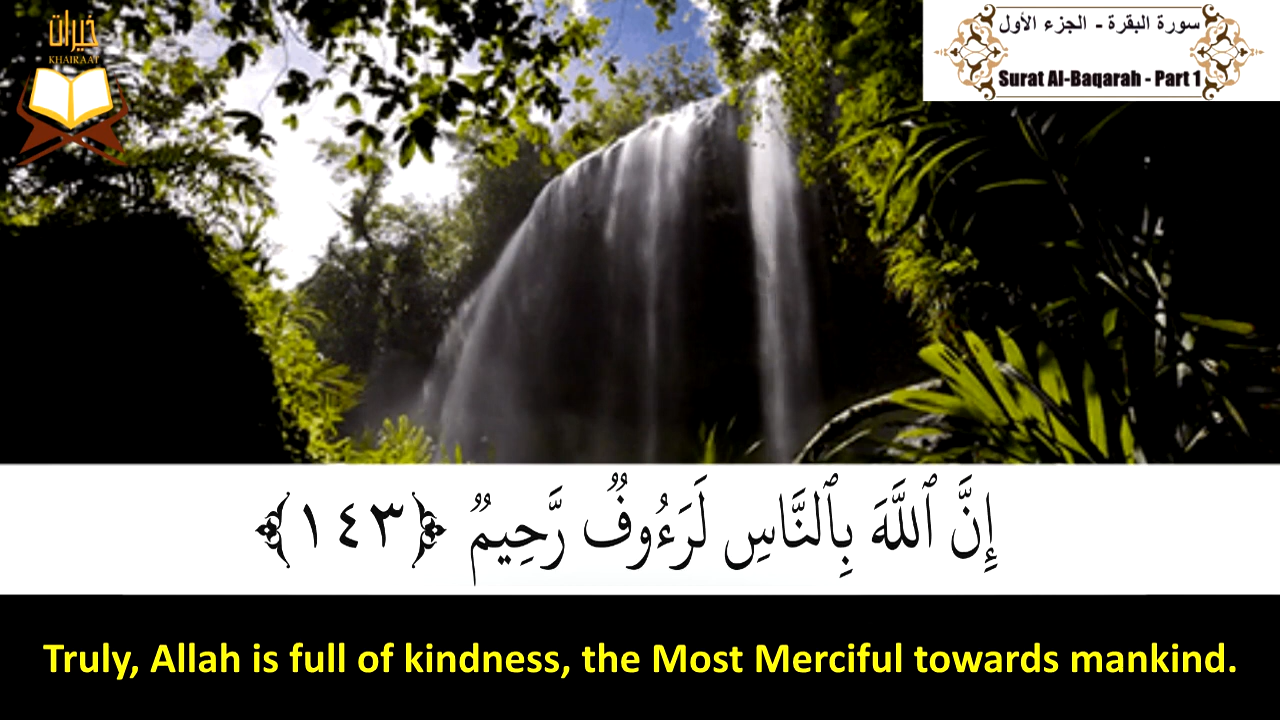 خيرات
KHAIRAAT
سورة البقرة - الجزء الأول
Surat Al-Baqarah - Part 1
إِنَّ ٱللَّهَ بِٱلنَّاسِ لَرَءُوفٌ رَّحِيمٌ ﴿١٤٣﴾
Truly, Allah is full of kindness, the Most Merciful towards mankind.